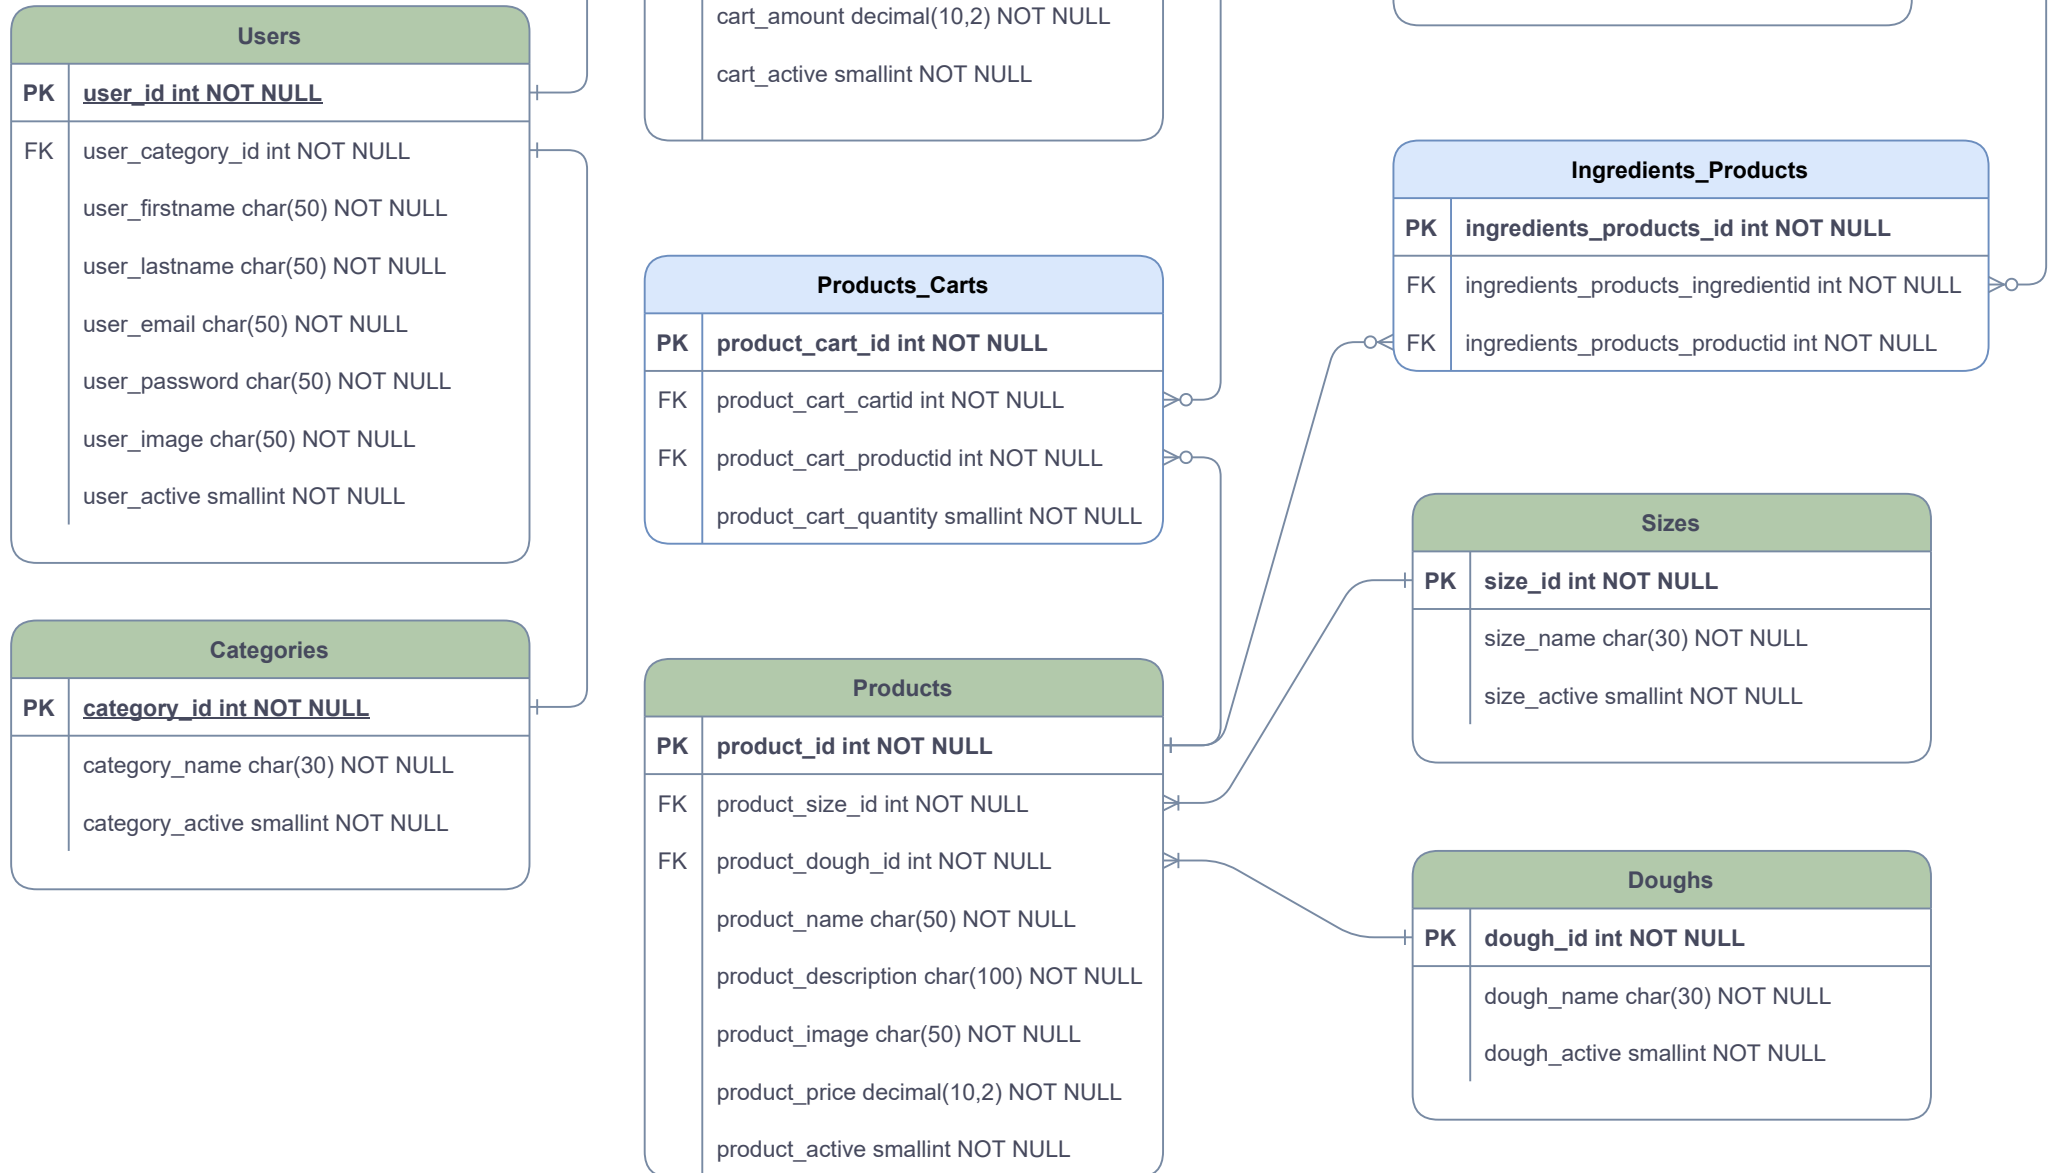 Users
PK user_id int NOT NULL
FK user_category_id int NOT NULL
user_firstname char(50) NOT NULL
user_lastname char(50) NOT NULL
user_email char(50) NOT NULL
user_password char(50) NOT NULL
user_image char(50) NOT NULL
user_active smallint NOT NULL
Categories
PK category_id int NOT NULL
category_name char(30) NOT NULL
category_active smallint NOT NULL
cart_amount decimal(10,2) NOT NULL
cart_active smallint NOT NULL
Products_Carts
PK product_cart_id int NOT NULL
FK product_cart_cartid int NOT NULL
FK product_cart_productid int NOT NULL
product_cart_quantity smallint NOT NULL
Products
PK product_id int NOT NULL
FK product_size_id int NOT NULL
FK product_dough_id int NOT NULL
product_name char(50) NOT NULL
product_description char(100) NOT NULL
product_image char(50) NOT NULL
product_price decimal(10,2) NOT NULL
product_active smallint NOT NULL
Ingredients_Products
PK ingredients_products_id int NOT NULL
FK ingredients_products_ingredientid int NOT NULL
FK ingredients_products_productid int NOT NULL
Sizes
PK size_id int NOT NULL
size_name char(30) NOT NULL
size_active smallint NOT NULL
Doughs
PK dough_id int NOT NULL
dough_name char(30) NOT NULL
dough_active smallint NOT NULL